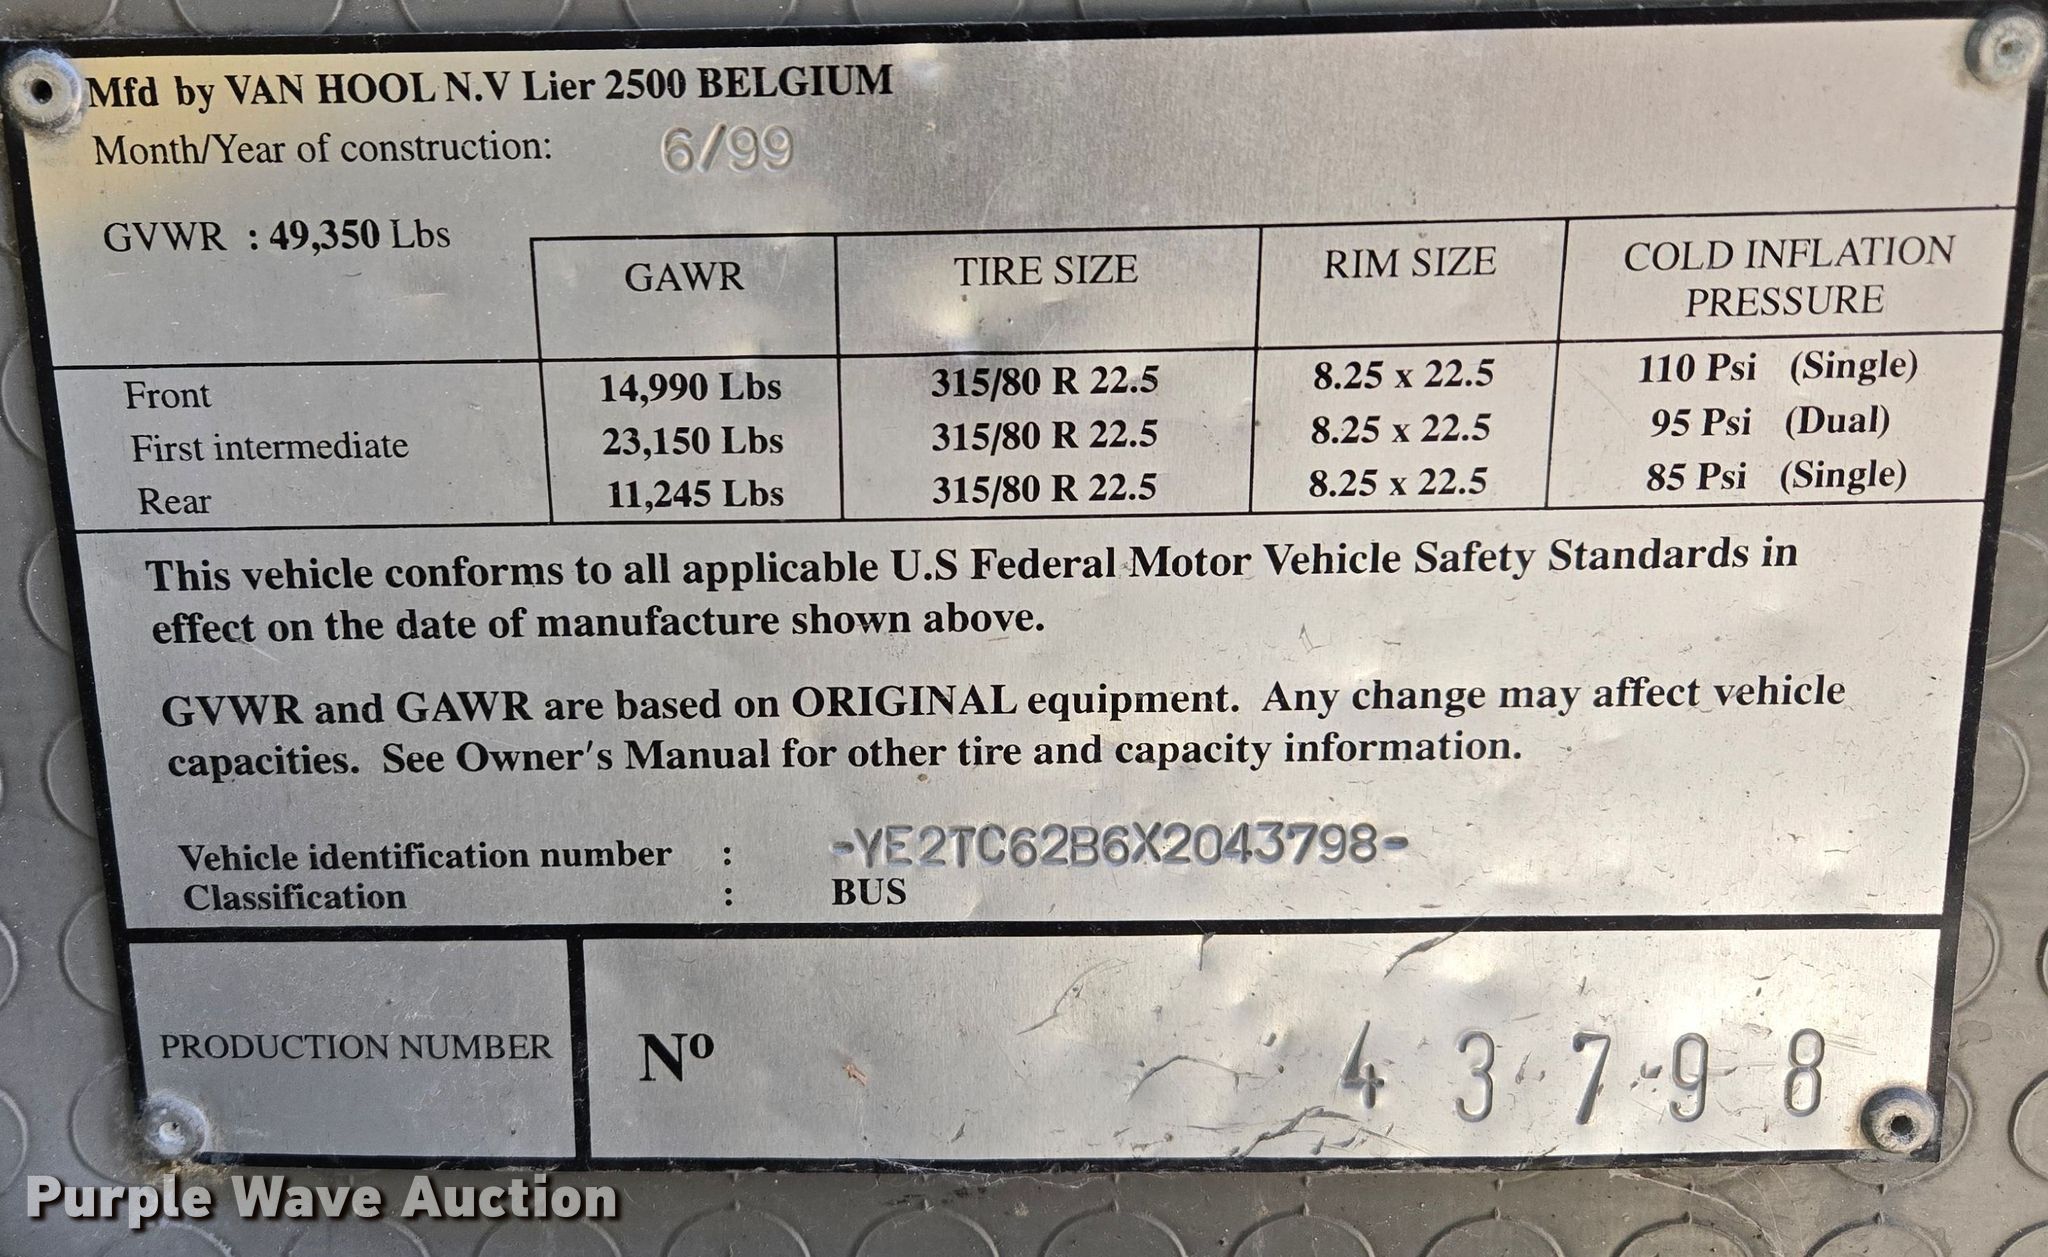 Mfd by VAN HOOL N.V Lier 2500 BELGIUM
Month/Year of construction: 6/99
GVWR : 49,350 Lbs
GAWR TIRE SIZE RIM SIZE COLD INFLATION PRESSURE
Front 14,990 Lbs 315/80 R 22.5 8.25 x 22.5 110 Psi (Single)
First intermediate 23,150 Lbs 315/80 R 22.5 8.25 x 22.5 95 Psi (Dual)
Rear 11,245 Lbs 315/80 R 22.5 8.25 x 22.5 85 Psi (Single)
This vehicle conforms to all applicable U.S Federal Motor Vehicle Safety Standards in
effect on the date of manufacture shown above.
GVWR and GAWR are based on ORIGINAL equipment. Any change may affect vehicle
capacities. See Owner's Manual for other tire and capacity information.
Vehicle identification number : -YE2TC62B6X2043798-
Classification : BUS
PRODUCTION NUMBER Nº 43798
Purple Wave Auction